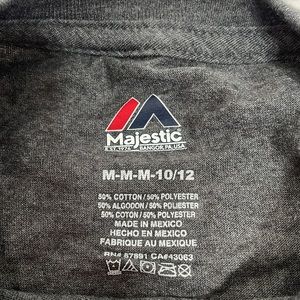 Majestic
EST. 1976 BANGOR, PA, USA
M-M-M-10/12
50% COTTON / 50% POLYESTER
50% ALGODON / 50% POLIESTER
50% COTON / 50% POLYESTER
MADE IN MEXICO
HECHO EN MEXICO
FABRIQUE AU MEXIQUE
RN# 67891 CA#43063